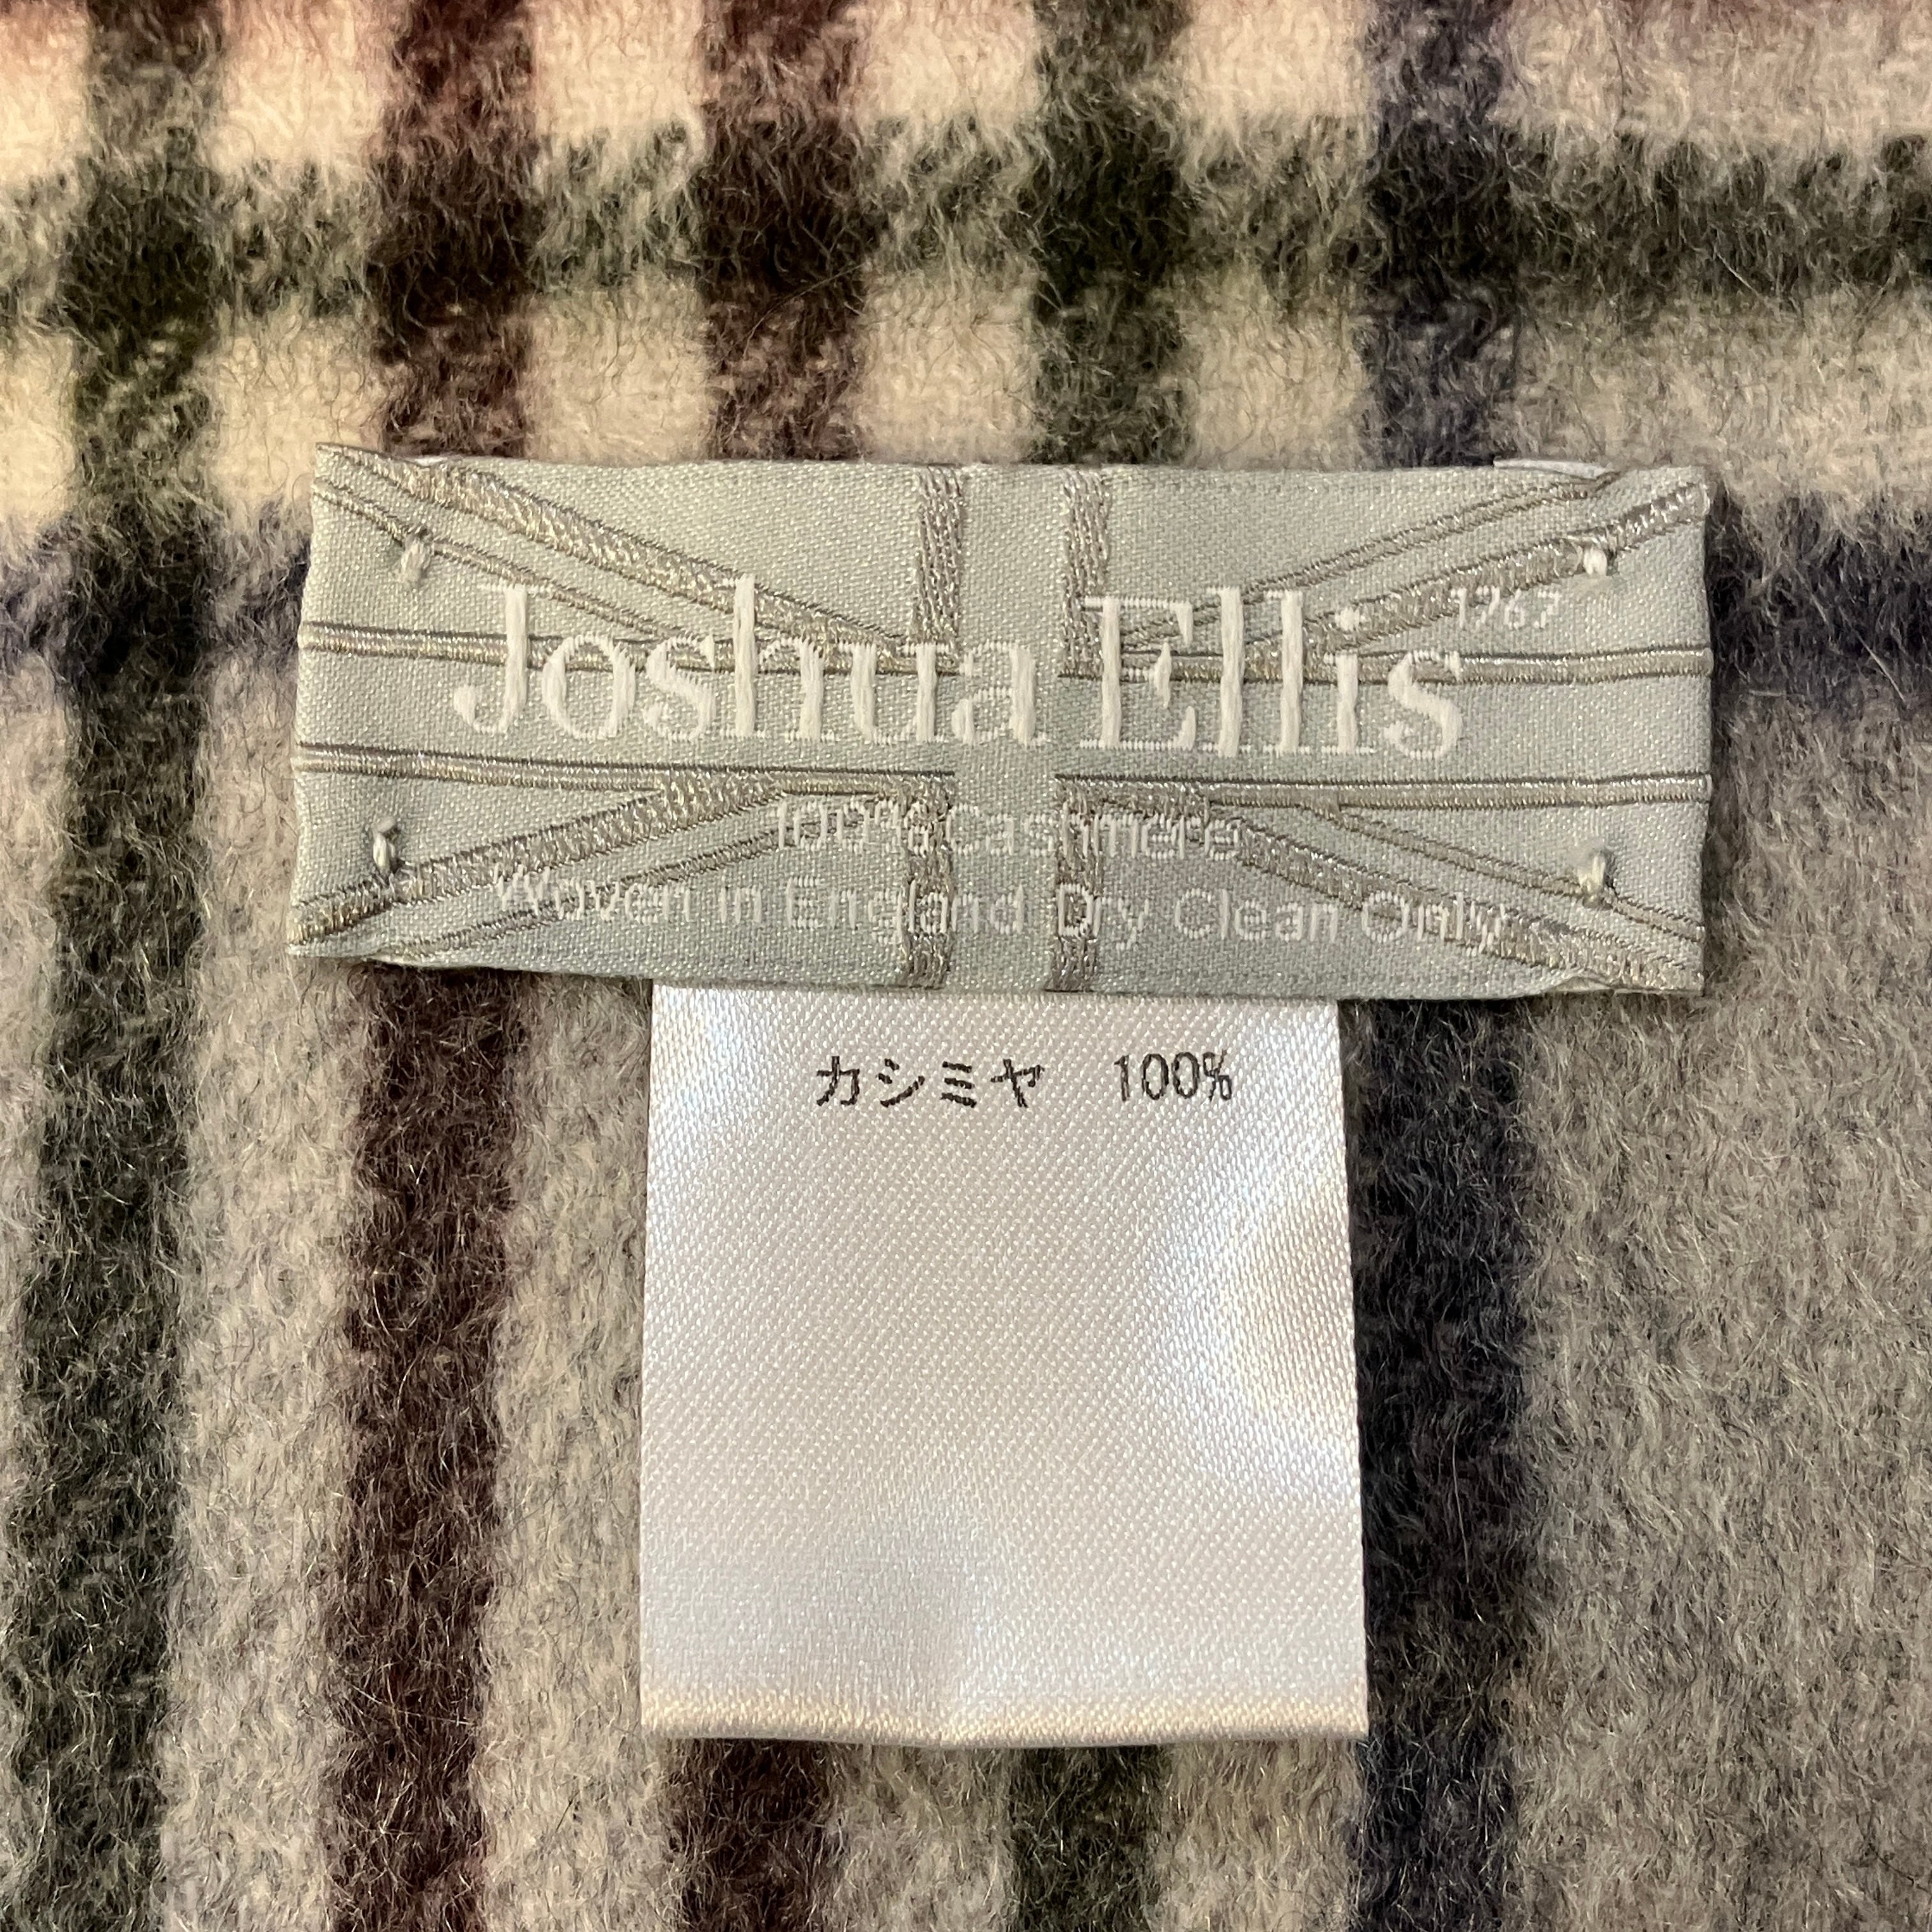 Joshua Ellis 1767
100% Cashmere
Woven in England Dry Clean Only
カシミヤ 100%